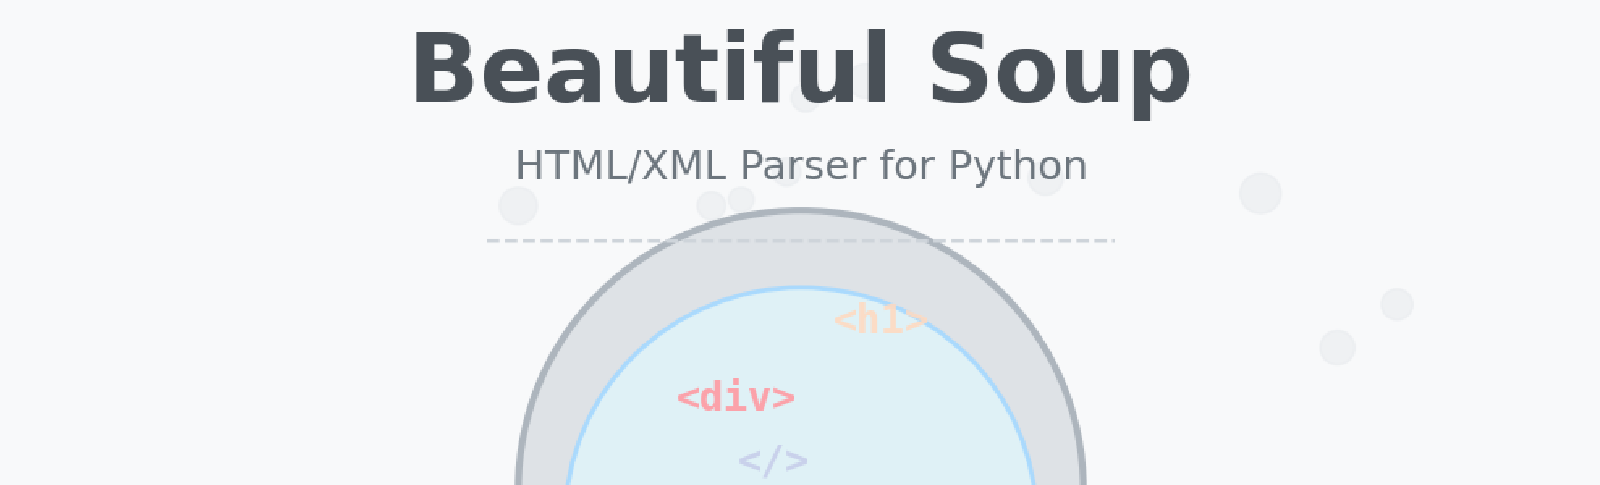 Beautiful Soup
HTML/XML Parser for Python
<h1>
<div>
</>